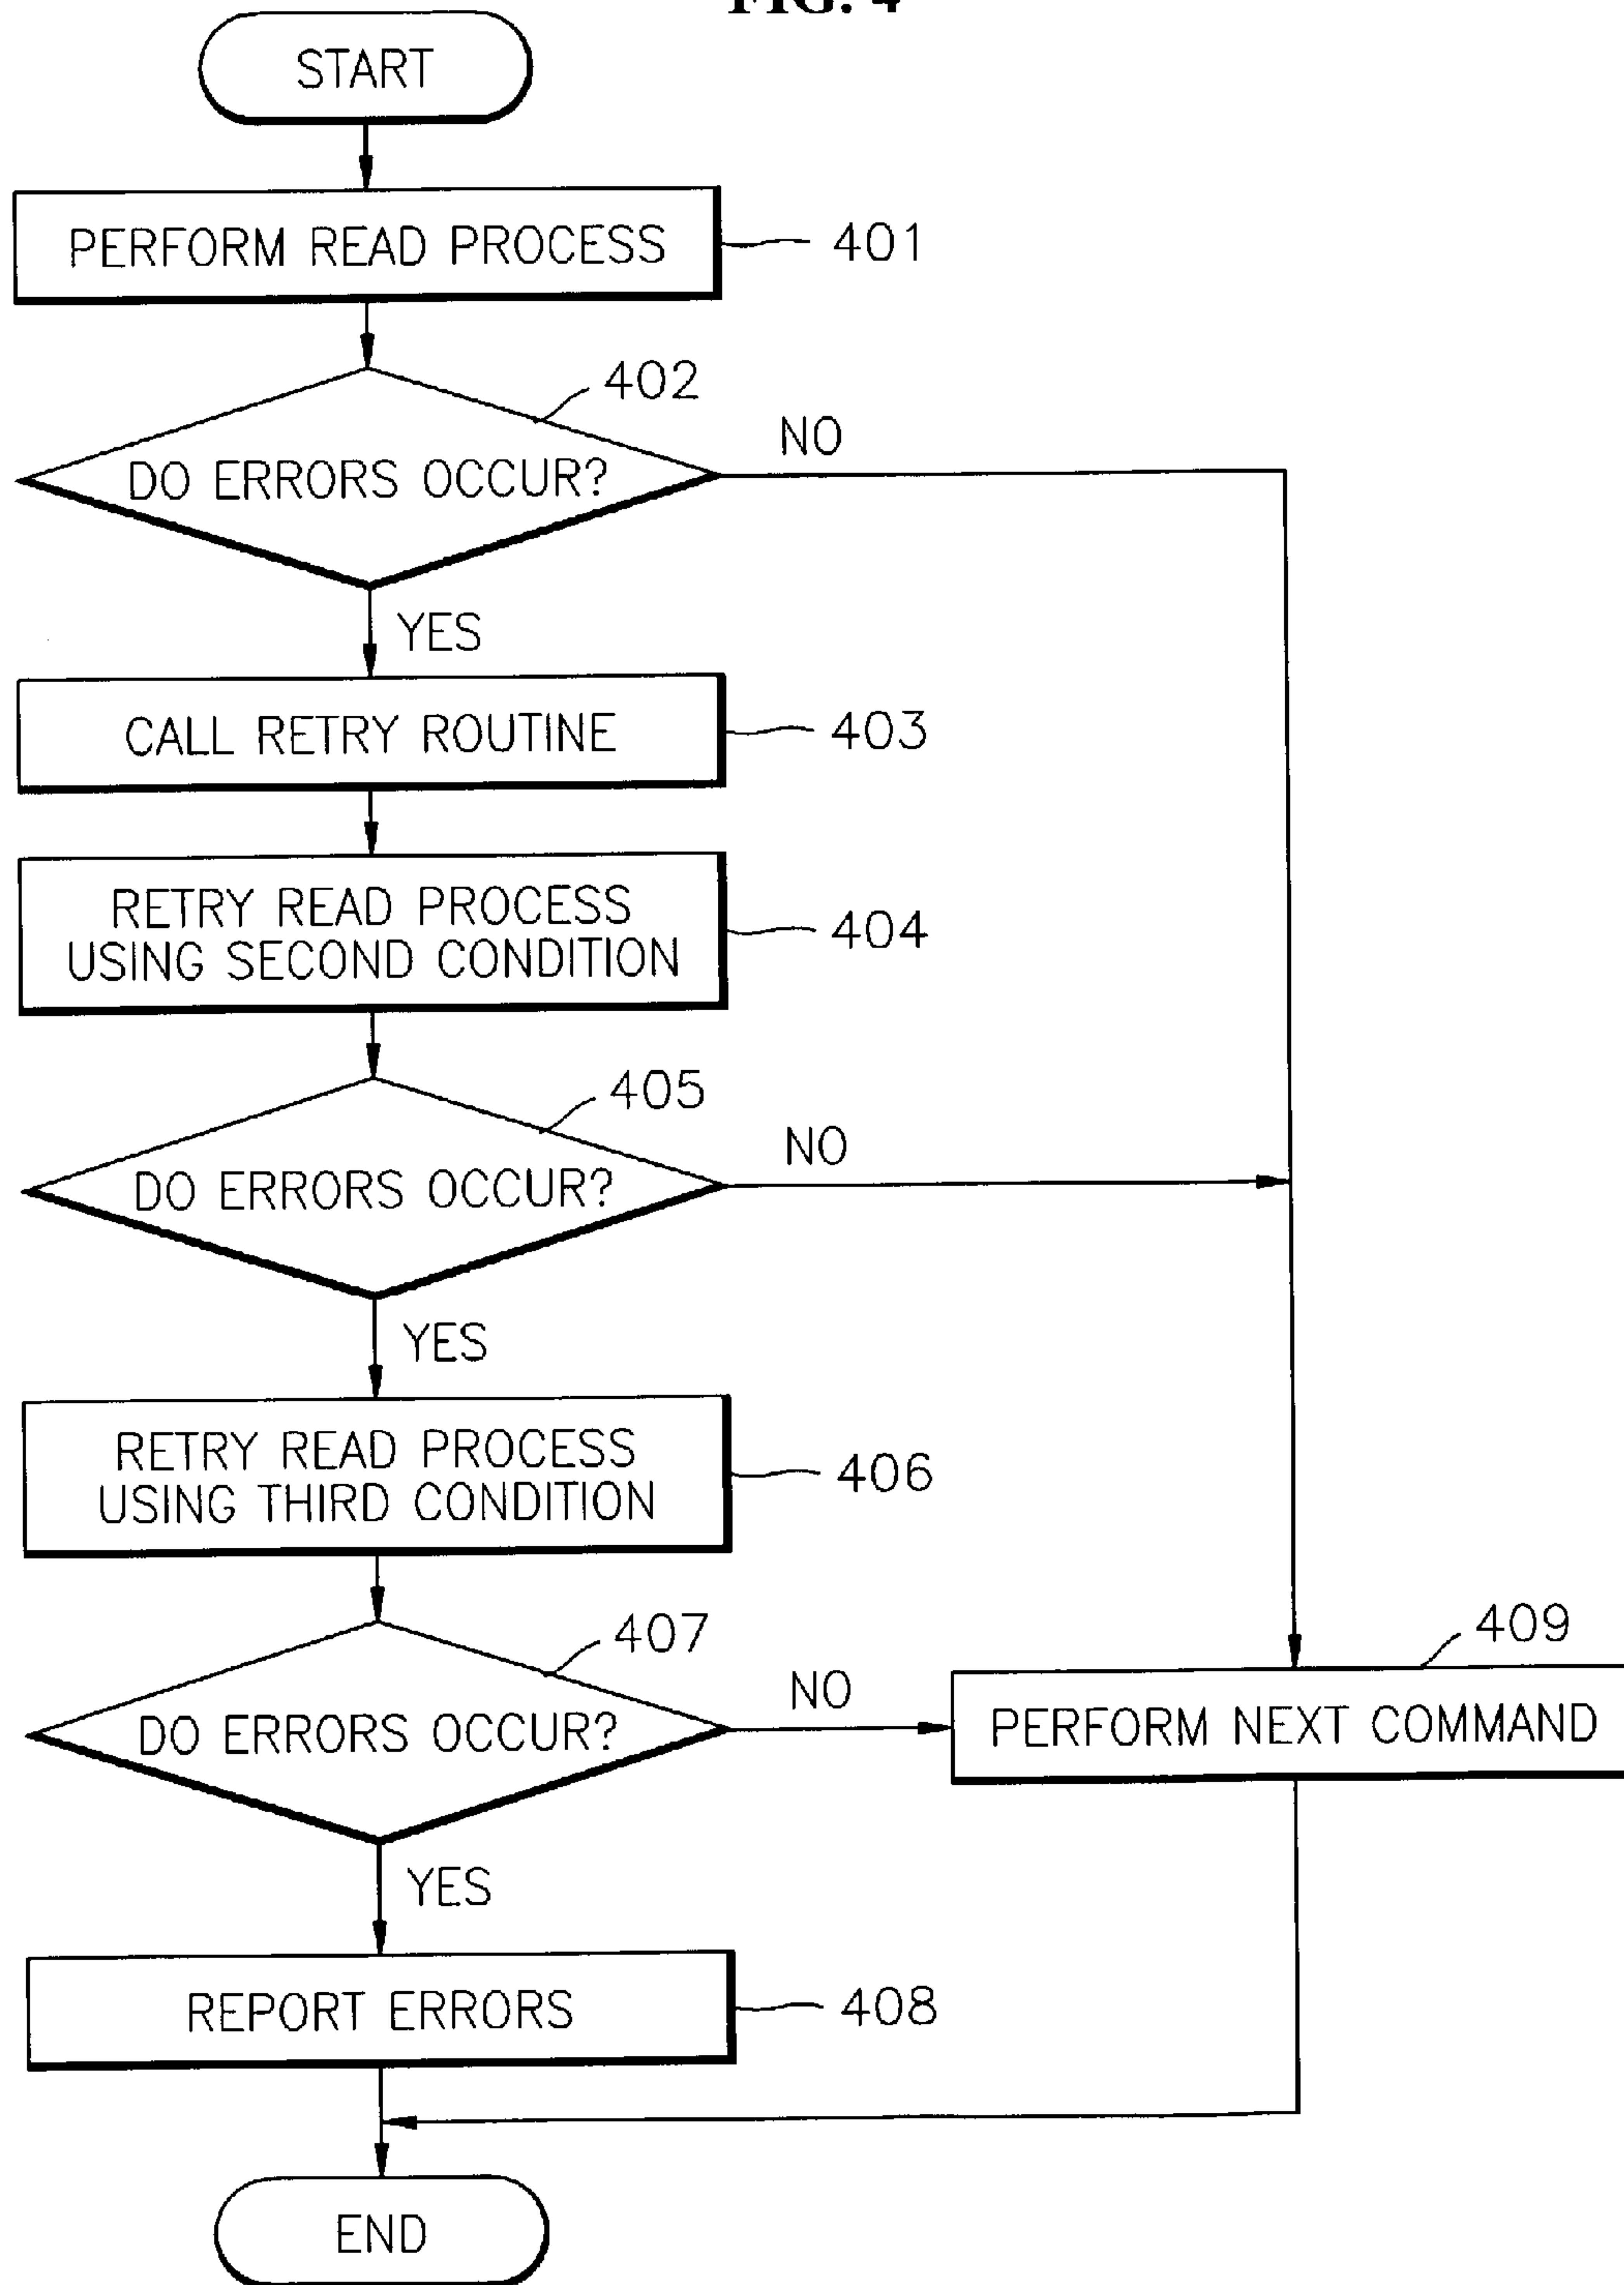 FIG. 4
START
PERFORM READ PROCESS
401
402
DO ERRORS OCCUR?
NO
YES
CALL RETRY ROUTINE
403
RETRY READ PROCESS
USING SECOND CONDITION
404
405
DO ERRORS OCCUR?
NO
YES
RETRY READ PROCESS
USING THIRD CONDITION
406
407
DO ERRORS OCCUR?
NO
409
PERFORM NEXT COMMAND
YES
REPORT ERRORS
408
END